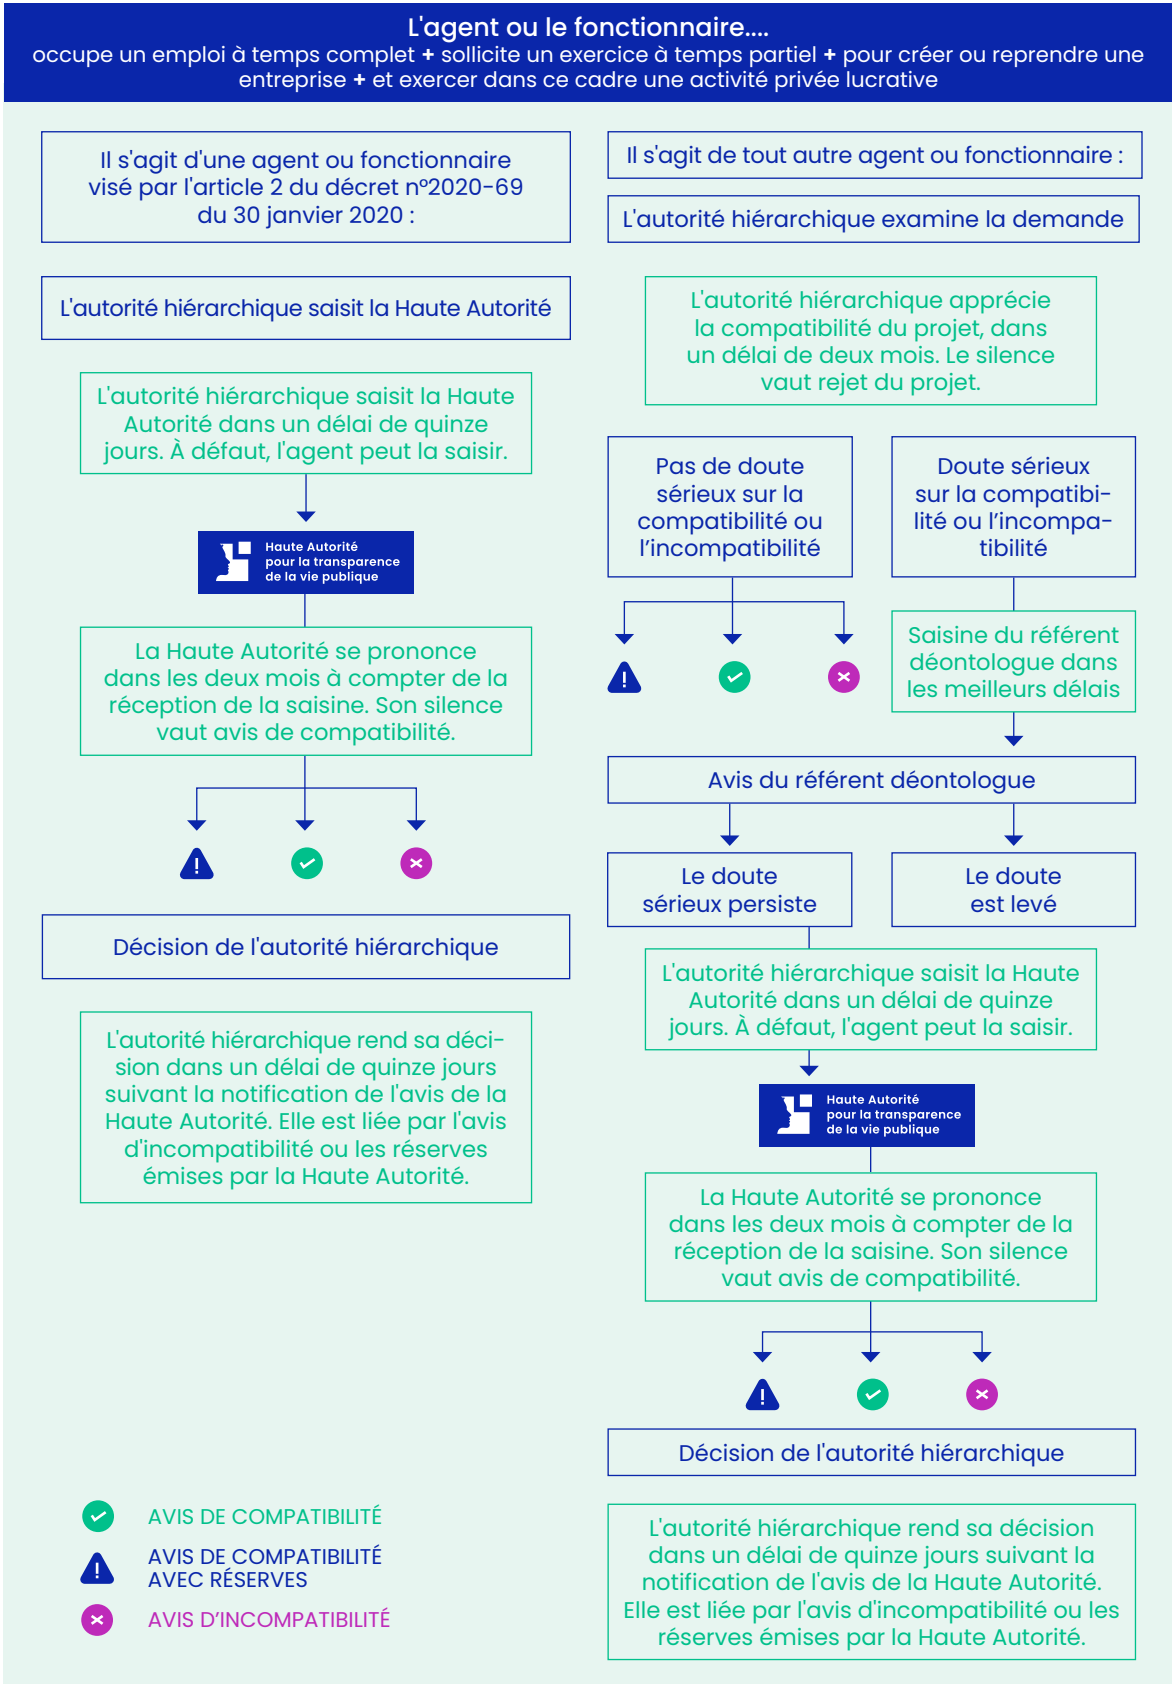 L'agent ou le fonctionnaire....
occupe un emploi à temps complet + sollicite un exercice à temps partiel + pour créer ou reprendre une
entreprise + et exercer dans ce cadre une activité privée lucrative
Il s'agit d'une agent ou fonctionnaire
visé par l'article 2 du décret n°2020-69
du 30 janvier 2020 :
L'autorité hiérarchique saisit la Haute Autorité
L'autorité hiérarchique saisit la Haute
Autorité dans un délai de quinze
jours. À défaut, l'agent peut la saisir.
Haute Autorité
pour la transparence
de la vie publique
La Haute Autorité se prononce
dans les deux mois à compter de la
réception de la saisine. Son silence
vaut avis de compatibilité.
Décision de l'autorité hiérarchique
L'autorité hiérarchique rend sa déci-
sion dans un délai de quinze jours
suivant la notification de l'avis de la
Haute Autorité. Elle est liée par l'avis
d'incompatibilité ou les réserves
émises par la Haute Autorité.
Il s'agit de tout autre agent ou fonctionnaire :
L'autorité hiérarchique examine la demande
L'autorité hiérarchique apprécie
la compatibilité du projet, dans
un délai de deux mois. Le silence
vaut rejet du projet.
Pas de doute
sérieux sur la
compatibilité ou
l’incompatibilité
Doute sérieux
sur la compatibi-
lité ou l’incompa-
tibilité
Saisine du référent
déontologue dans
les meilleurs délais
Avis du référent déontologue
Le doute
sérieux persiste
Le doute
est levé
L'autorité hiérarchique saisit la Haute
Autorité dans un délai de quinze
jours. À défaut, l'agent peut la saisir.
Haute Autorité
pour la transparence
de la vie publique
La Haute Autorité se prononce
dans les deux mois à compter de la
réception de la saisine. Son silence
vaut avis de compatibilité.
Décision de l'autorité hiérarchique
L'autorité hiérarchique rend sa décision
dans un délai de quinze jours suivant la
notification de l'avis de la Haute Autorité.
Elle est liée par l'avis d'incompatibilité ou les
réserves émises par la Haute Autorité.
AVIS DE COMPATIBILITÉ
AVIS DE COMPATIBILITÉ
AVEC RÉSERVES
AVIS D’INCOMPATIBILITÉ